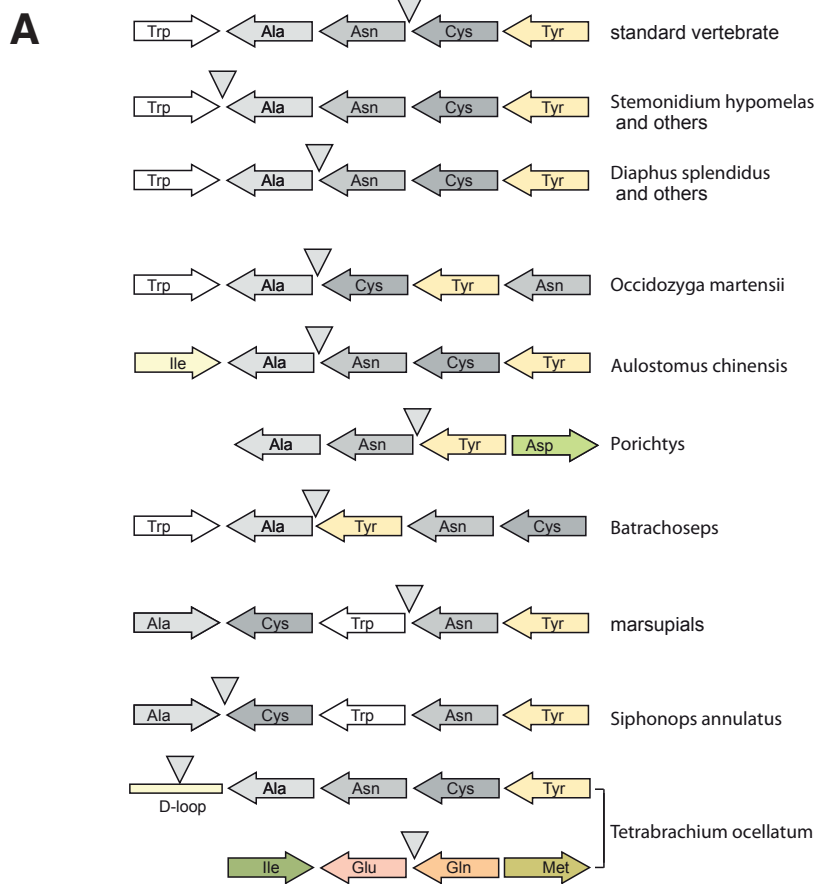 A
Trp Ala Asn Cys Tyr standard vertebrate
Trp Ala Asn Cys Tyr Stemonidium hypomelas
and others
Trp Ala Asn Cys Tyr Diaphus splendidus
and others
Trp Ala Cys Tyr Asn Occidozyga martensii
Ile Ala Asn Cys Tyr Aulostomus chinensis
Ala Asn Tyr Asp Porichtys
Trp Ala Tyr Asn Cys Batrachoseps
Ala Cys Trp Asn Tyr marsupials
Ala Cys Trp Asn Tyr Siphonops annulatus
Ala Asn Cys Tyr
D-loop
Tetrabrachium ocellatum
Ile Glu Gln Met